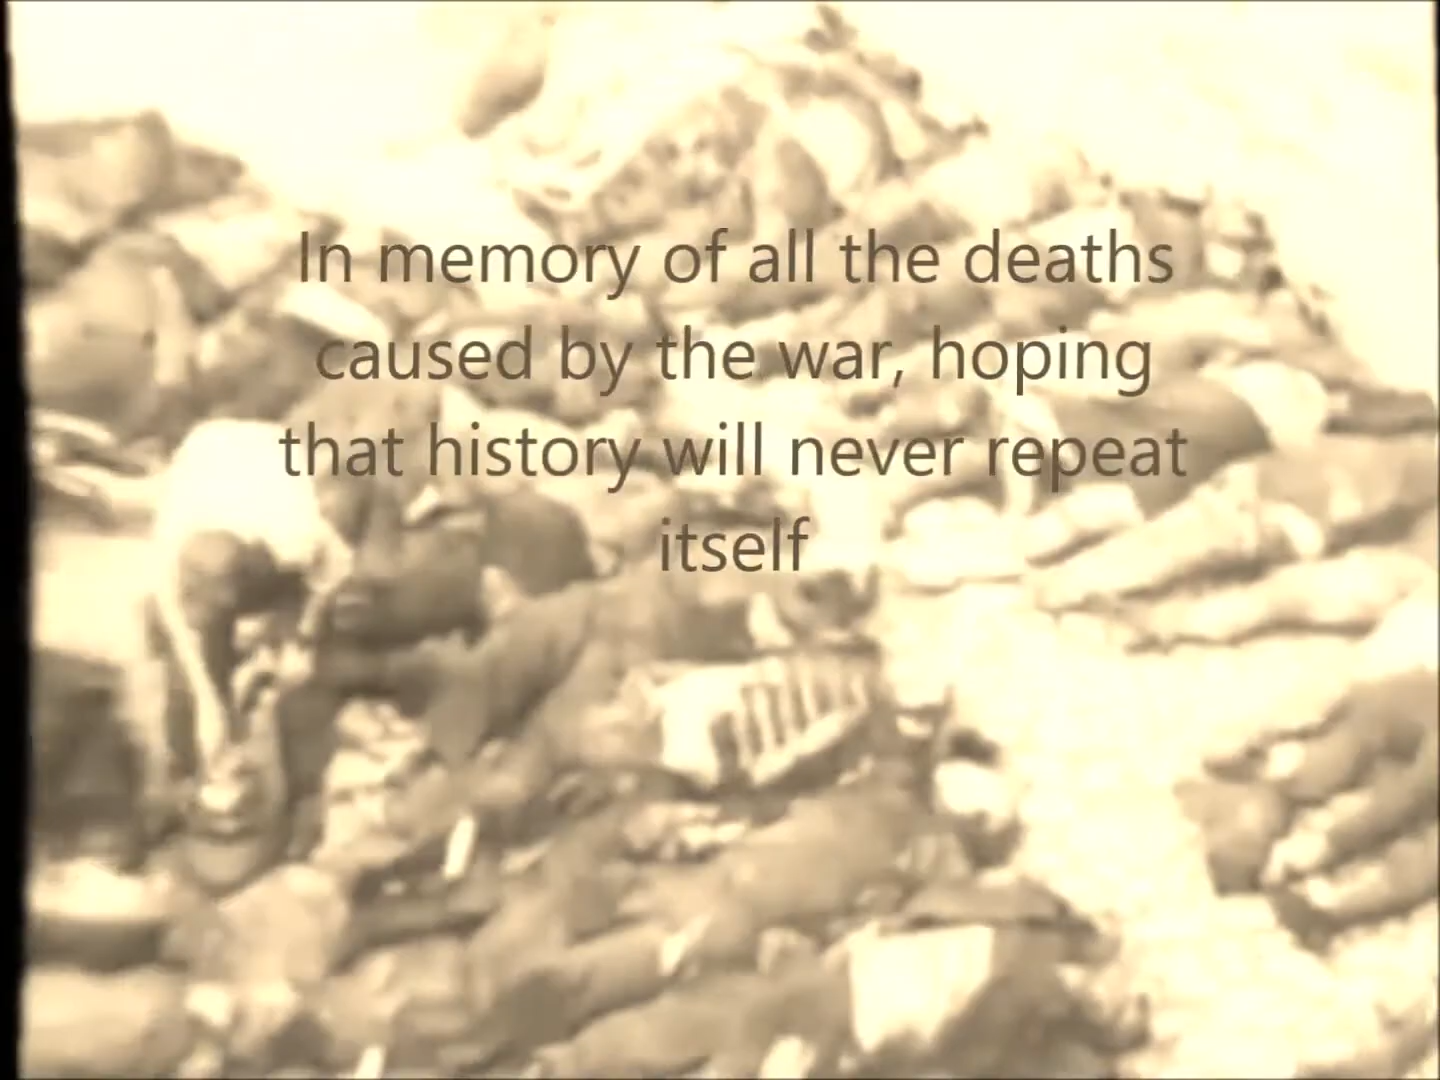 In memory of all the deaths
caused by the war, hoping
that history will never repeat
itself